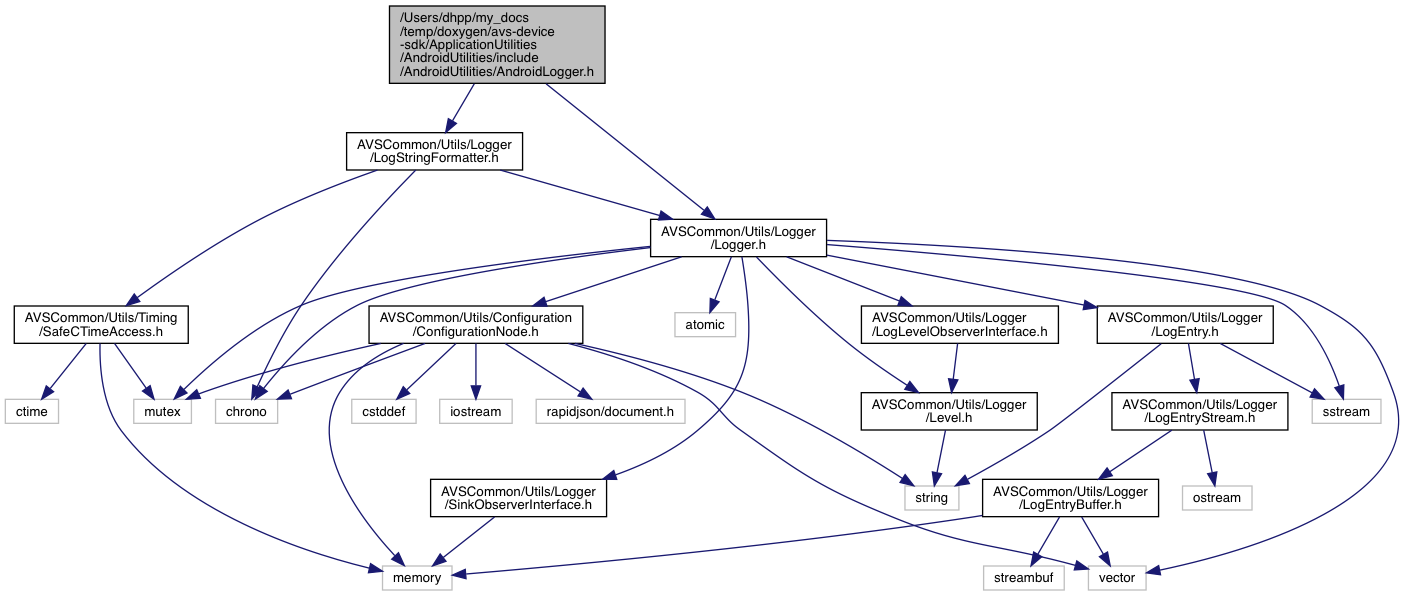 /Users/dhpp/my_docs
/temp/doxygen/avs-device
-sdk/ApplicationUtilities
/AndroidUtilities/include
/AndroidUtilities/AndroidLogger.h
AVSCommon/Utils/Logger
/LogStringFormatter.h
AVSCommon/Utils/Logger
/Logger.h
AVSCommon/Utils/Timing
/SafeCTimeAccess.h
AVSCommon/Utils/Configuration
/ConfigurationNode.h
atomic
AVSCommon/Utils/Logger
/LogLevelObserverInterface.h
AVSCommon/Utils/Logger
/LogEntry.h
ctime
mutex
chrono
cstddef
iostream
rapidjson/document.h
AVSCommon/Utils/Logger
/Level.h
AVSCommon/Utils/Logger
/LogEntryStream.h
sstream
AVSCommon/Utils/Logger
/SinkObserverInterface.h
string
AVSCommon/Utils/Logger
/LogEntryBuffer.h
ostream
memory
streambuf
vector